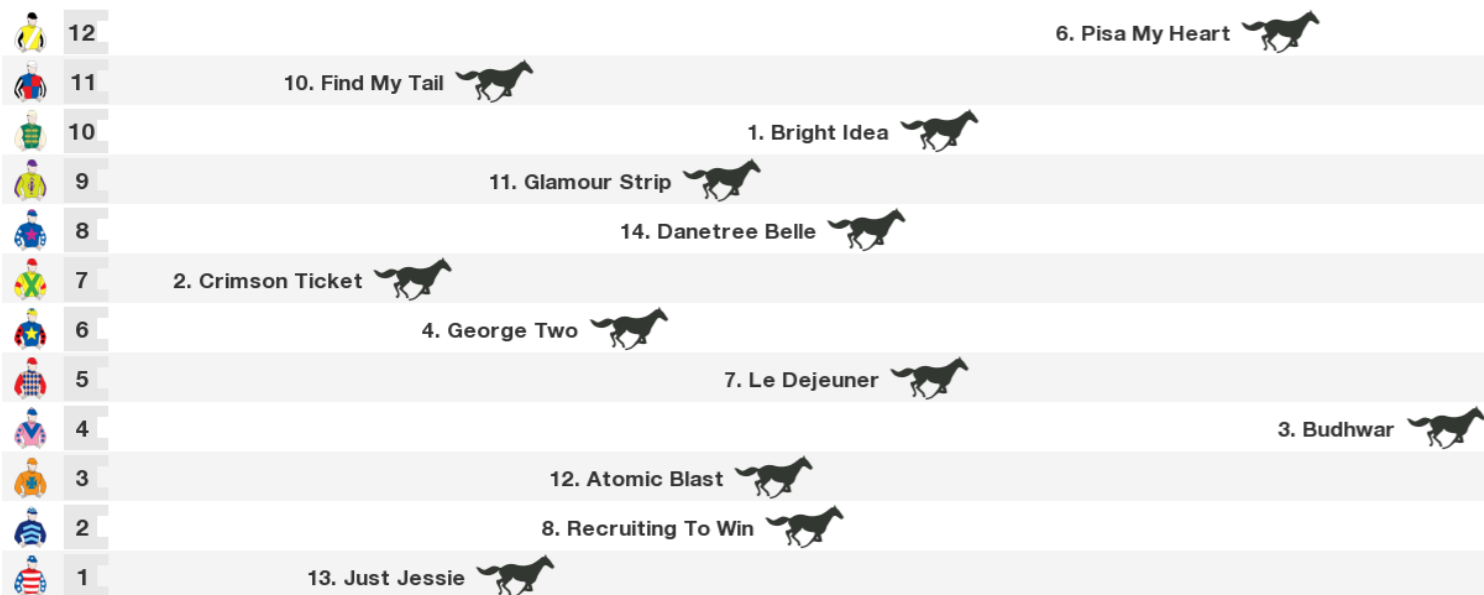 12 6. Pisa My Heart
11 10. Find My Tail
10 1. Bright Idea
9 11. Glamour Strip
8 14. Danetree Belle
7 2. Crimson Ticket
6 4. George Two
5 7. Le Dejeuner
4 3. Budhwar
3 12. Atomic Blast
2 8. Recruiting To Win
1 13. Just Jessie